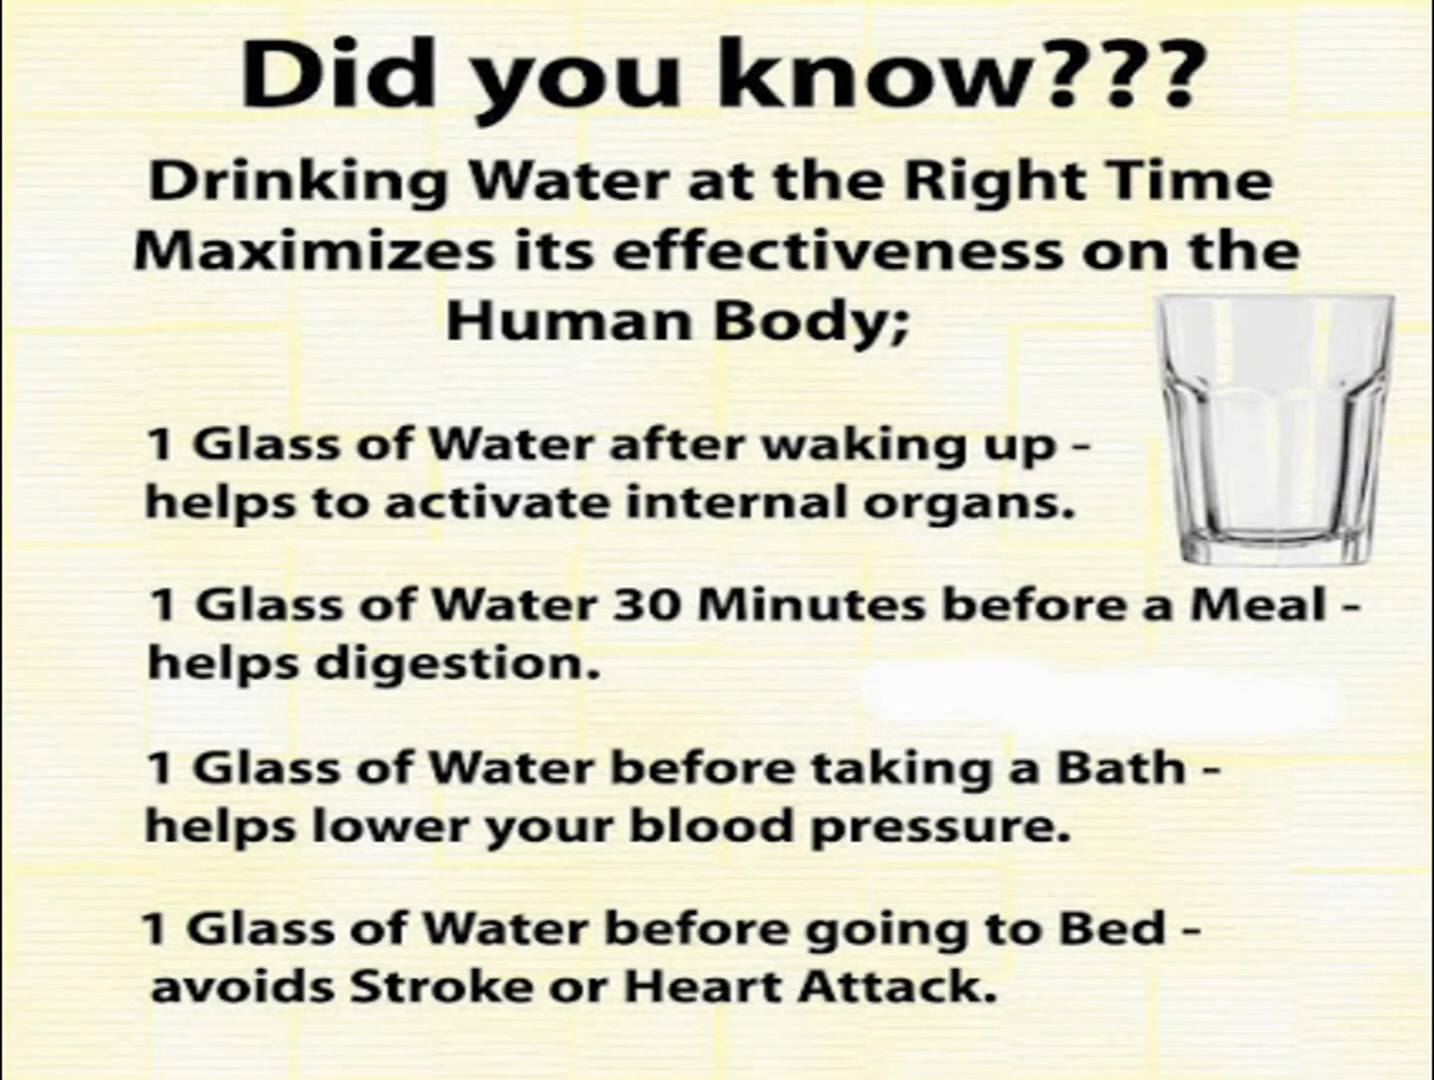 Did you know???
Drinking Water at the Right Time
Maximizes its effectiveness on the
Human Body;
1 Glass of Water after waking up -
helps to activate internal organs.
1 Glass of Water 30 Minutes before a Meal -
helps digestion.
1 Glass of Water before taking a Bath -
helps lower your blood pressure.
1 Glass of Water before going to Bed -
avoids Stroke or Heart Attack.